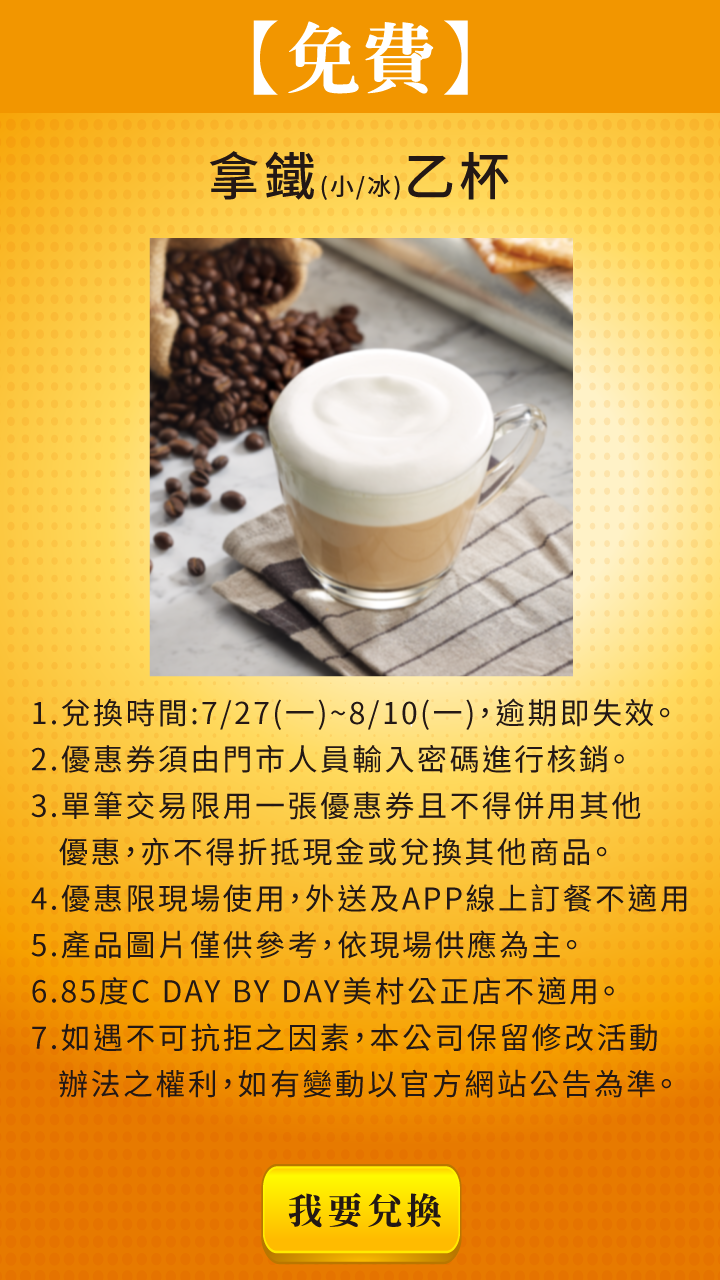 【免費】
拿鐵(小/冰)乙杯
1.兌換時間:7/27(一)~8/10(一),逾期即失效。
2.優惠券須由門市人員輸入密碼進行核銷。
3.單筆交易限用一張優惠券且不得併用其他
優惠,亦不得折抵現金或兌換其他商品。
4.優惠限現場使用,外送及APP線上訂餐不適用
5.產品圖片僅供參考,依現場供應為主。
6.85度C DAY BY DAY美村公正店不適用。
7.如遇不可抗拒之因素,本公司保留修改活動
辦法之權利,如有變動以官方網站公告為準。
我要兌換